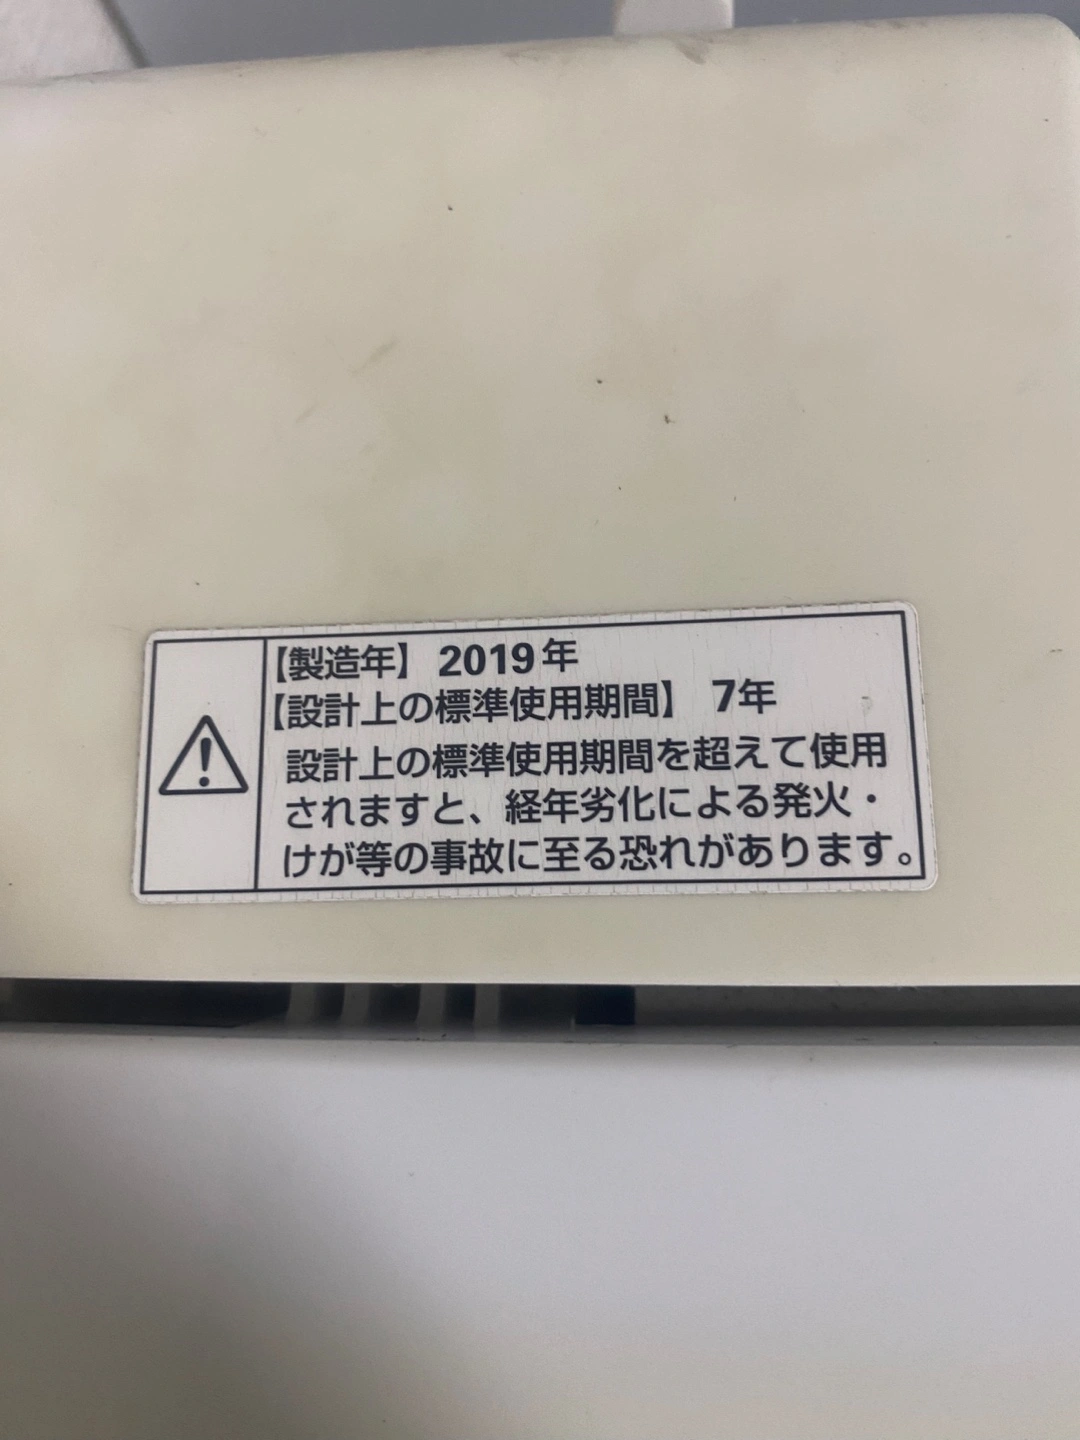 【製造年】 2019年
【設計上の標準使用期間】 7年
設計上の標準使用期間を超えて使用
されますと、経年劣化による発火・
けが等の事故に至る恐れがあります。